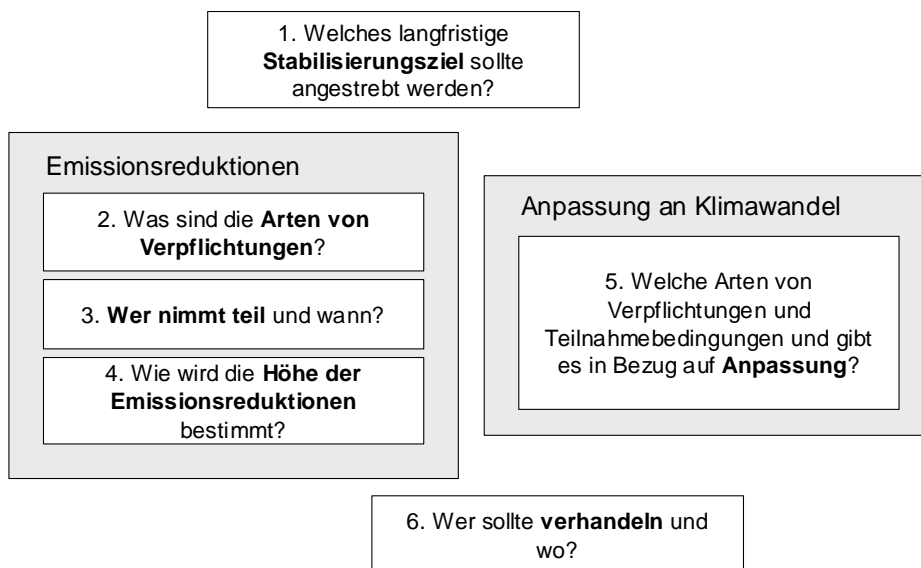 1. Welches langfristige
Stabilisierungsziel sollte
angestrebt werden?
Emissionsreduktionen
2. Was sind die Arten von
Verpflichtungen?
3. Wer nimmt teil und wann?
4. Wie wird die Höhe der
Emissionsreduktionen
bestimmt?
Anpassung an Klimawandel
5. Welche Arten von
Verpflichtungen und
Teilnahmebedingungen und gibt
es in Bezug auf Anpassung?
6. Wer sollte verhandeln und
wo?